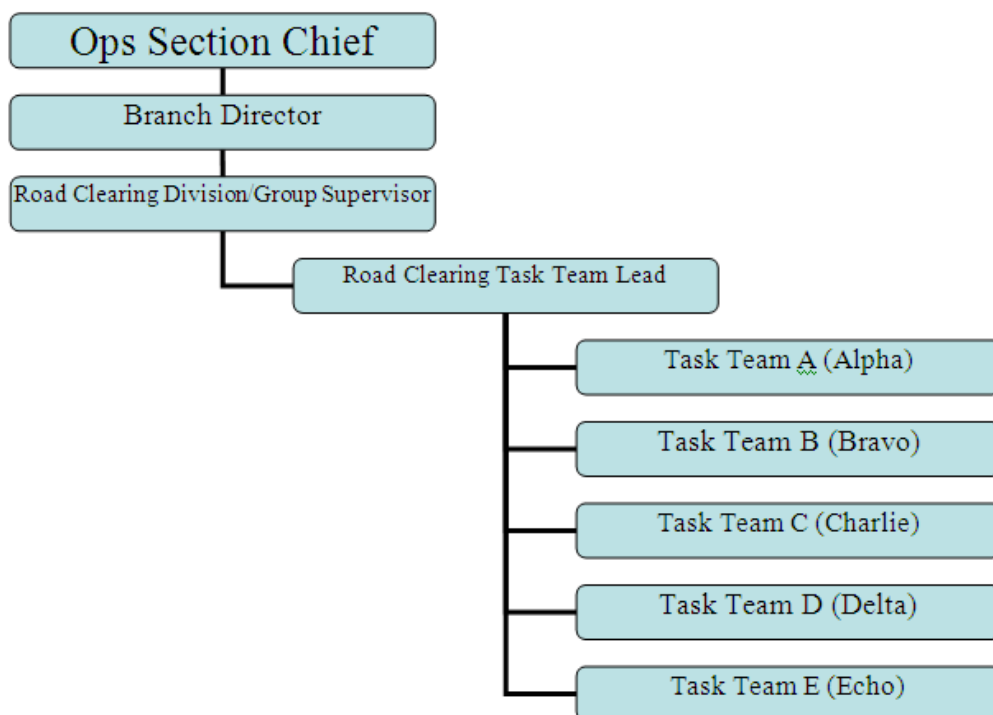 Ops Section Chief
Branch Director
Road Clearing Division/Group Supervisor
Road Clearing Task Team Lead
Task Team A (Alpha)
Task Team B (Bravo)
Task Team C (Charlie)
Task Team D (Delta)
Task Team E (Echo)